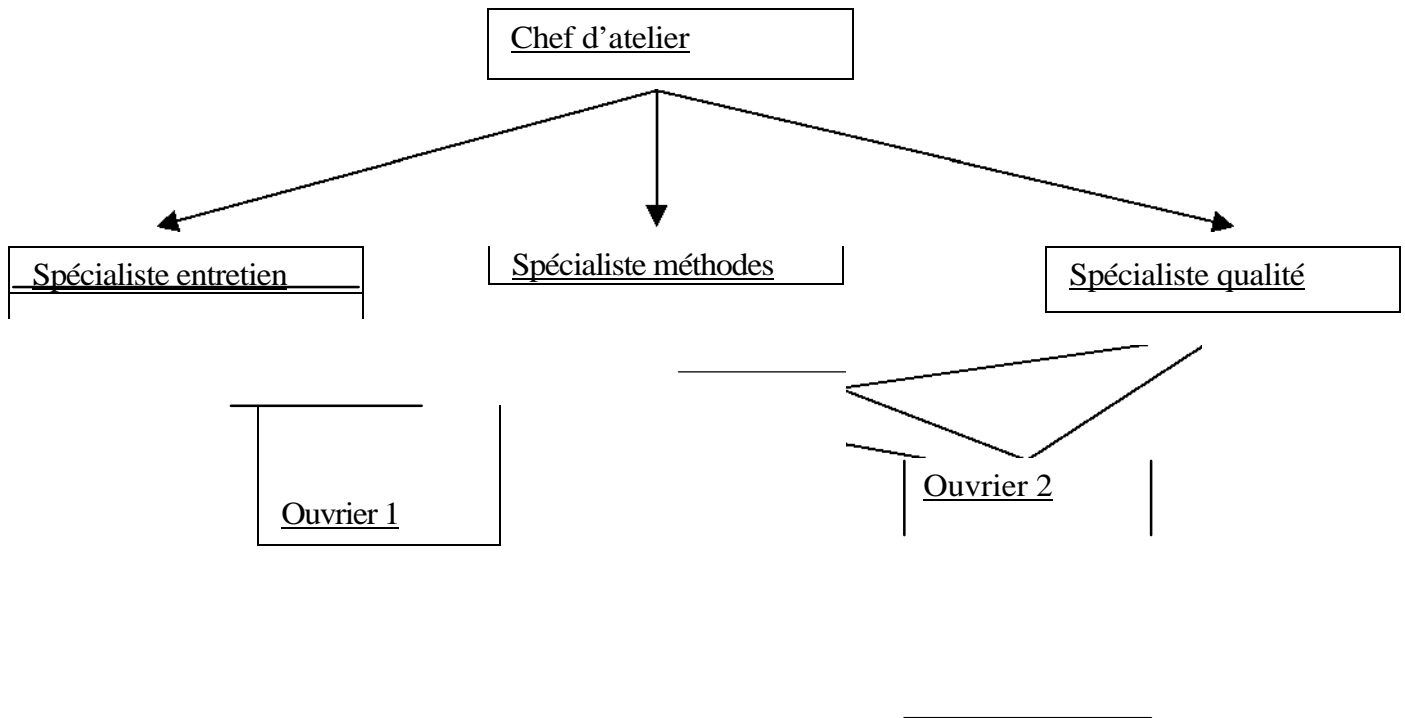 Chef d’atelier
Spécialiste entretien
Spécialiste méthodes
Spécialiste qualité
Ouvrier 1
Ouvrier 2